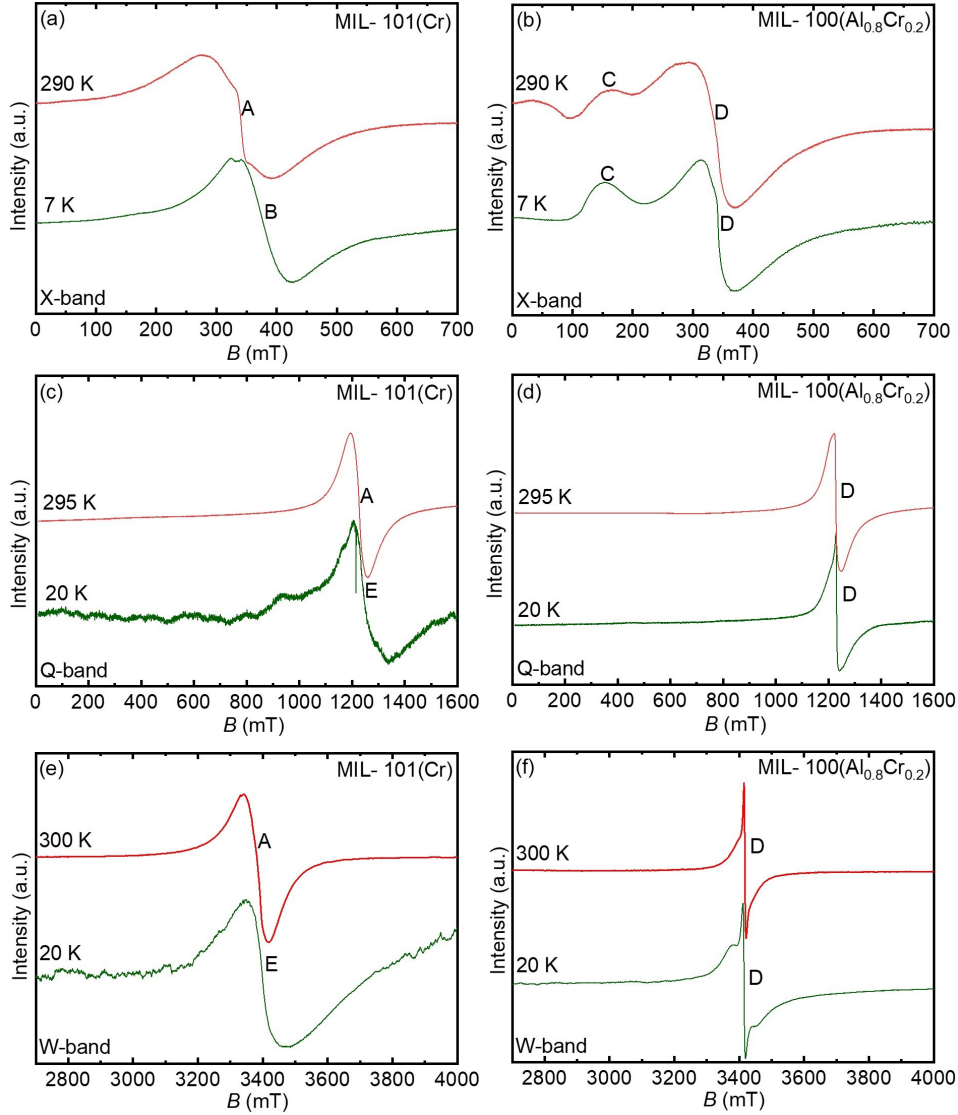 (a) MIL- 101(Cr)
290 K
A
7 K
B
X-band
Intensity (a.u.)
0 100 200 300 400 500 600 700
B (mT)
(b) MIL- 100(Al0.8Cr0.2)
290 K
C
D
7 K
C
D
X-band
Intensity (a.u.)
0 100 200 300 400 500 600 700
B (mT)
(c) MIL- 101(Cr)
295 K
A
20 K
E
Q-band
Intensity (a.u.)
0 200 400 600 800 1000 1200 1400 1600
B (mT)
(d) MIL- 100(Al0.8Cr0.2)
295 K
D
20 K
D
Q-band
Intensity (a.u.)
0 200 400 600 800 1000 1200 1400 1600
B (mT)
(e) MIL- 101(Cr)
300 K
A
20 K
E
W-band
Intensity (a.u.)
2800 3000 3200 3400 3600 3800 4000
B (mT)
(f) MIL- 100(Al0.8Cr0.2)
300 K
D
20 K
D
W-band
Intensity (a.u.)
2800 3000 3200 3400 3600 3800 4000
B (mT)